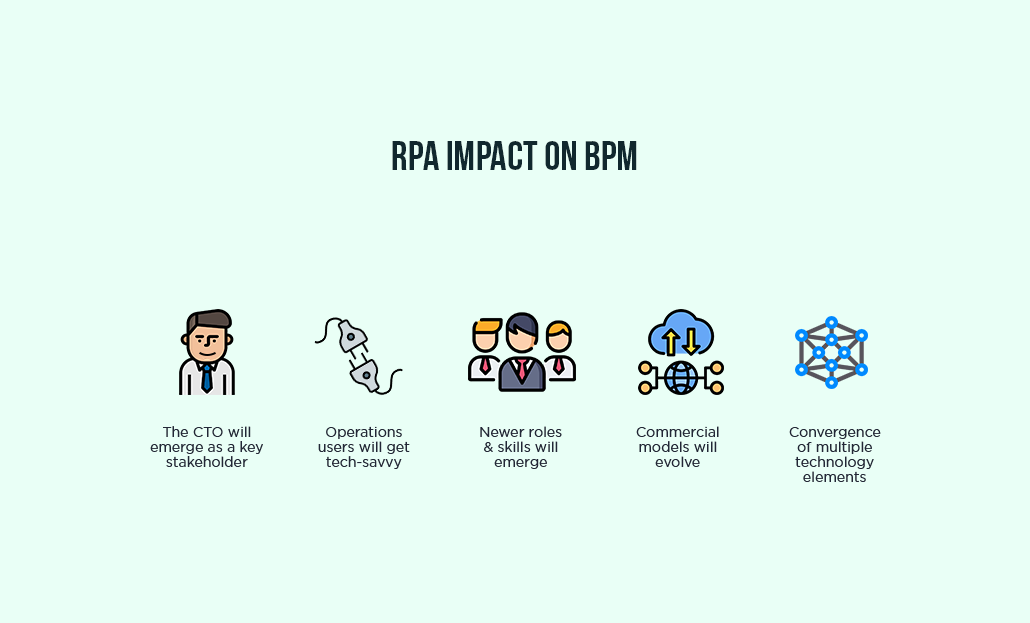 RPA IMPACT ON BPM
The CTO will
emerge as a key
stakeholder
Operations
users will get
tech-savvy
Newer roles
& skills will
emerge
Commercial
models will
evolve
Convergence
of multiple
technology
elements